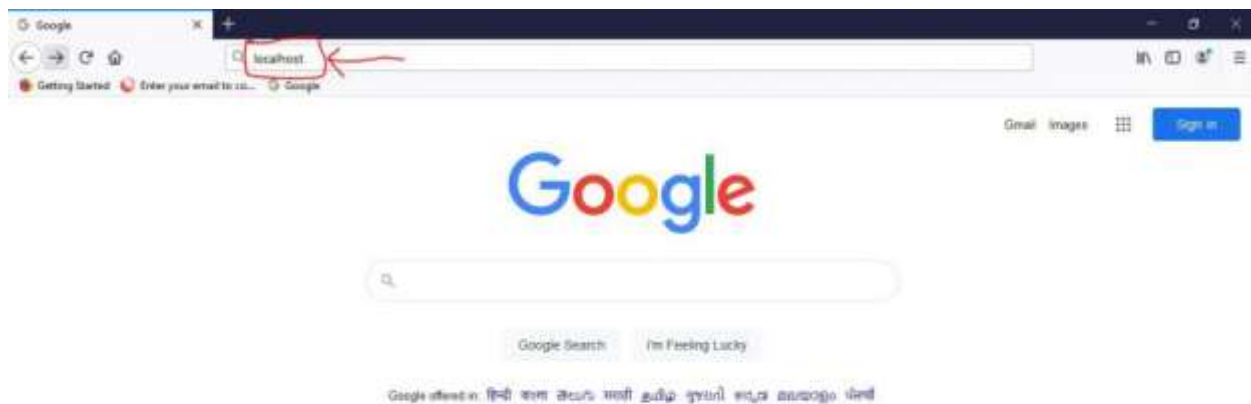 Google
localhost
Getting Started Enter your email to co... Google
Gmail Images Sign in
Google
Google Search I'm Feeling Lucky
Google offered in: हिन्दी বাংলা తెలుగు मराठी தமிழ் ગુજરાતી ಕನ್ನಡ മലയാളം ਪੰਜਾਬੀ